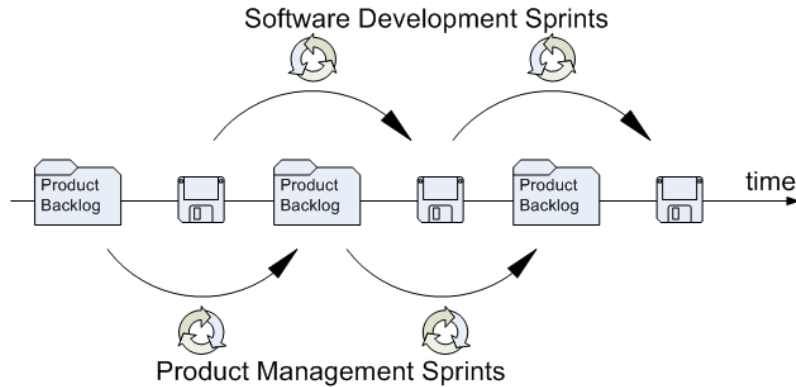 Software Development Sprints
Product
Backlog
Product
Backlog
Product
Backlog
time
Product Management Sprints